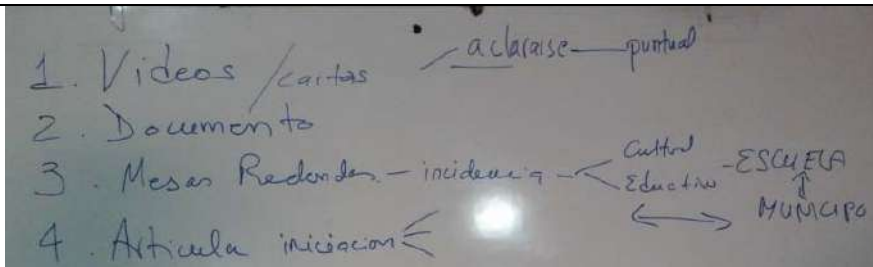 1. Videos / cartas / aclararse — puntual
2. Documento
3. Mesas Redondas - incidencia - < Cultural
Educativo - ESCUELA
MUNICIPO
4. Articula iniciacion